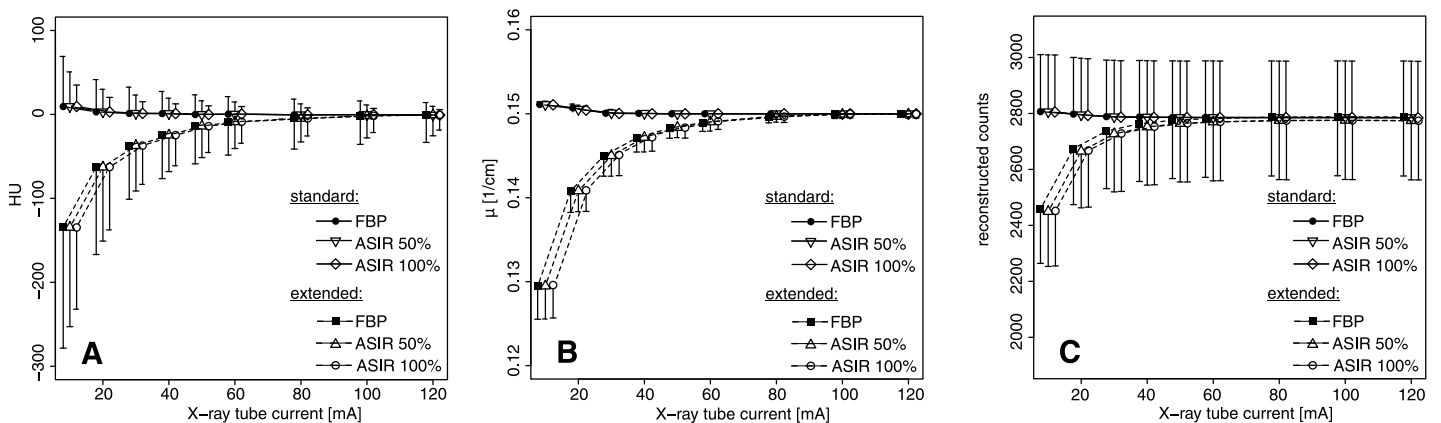 100
0
−100
−200
−300
HU
standard:
FBP
ASIR 50%
ASIR 100%
extended:
FBP
ASIR 50%
ASIR 100%
A
20 40 60 80 100 120
X−ray tube current [mA]
0.16
0.15
0.14
0.13
0.12
µ [1/cm]
standard:
FBP
ASIR 50%
ASIR 100%
extended:
FBP
ASIR 50%
ASIR 100%
B
20 40 60 80 100 120
X−ray tube current [mA]
3000
2800
2600
2400
2200
2000
reconstructed counts
standard:
FBP
ASIR 50%
ASIR 100%
extended:
FBP
ASIR 50%
ASIR 100%
C
20 40 60 80 100 120
X−ray tube current [mA]